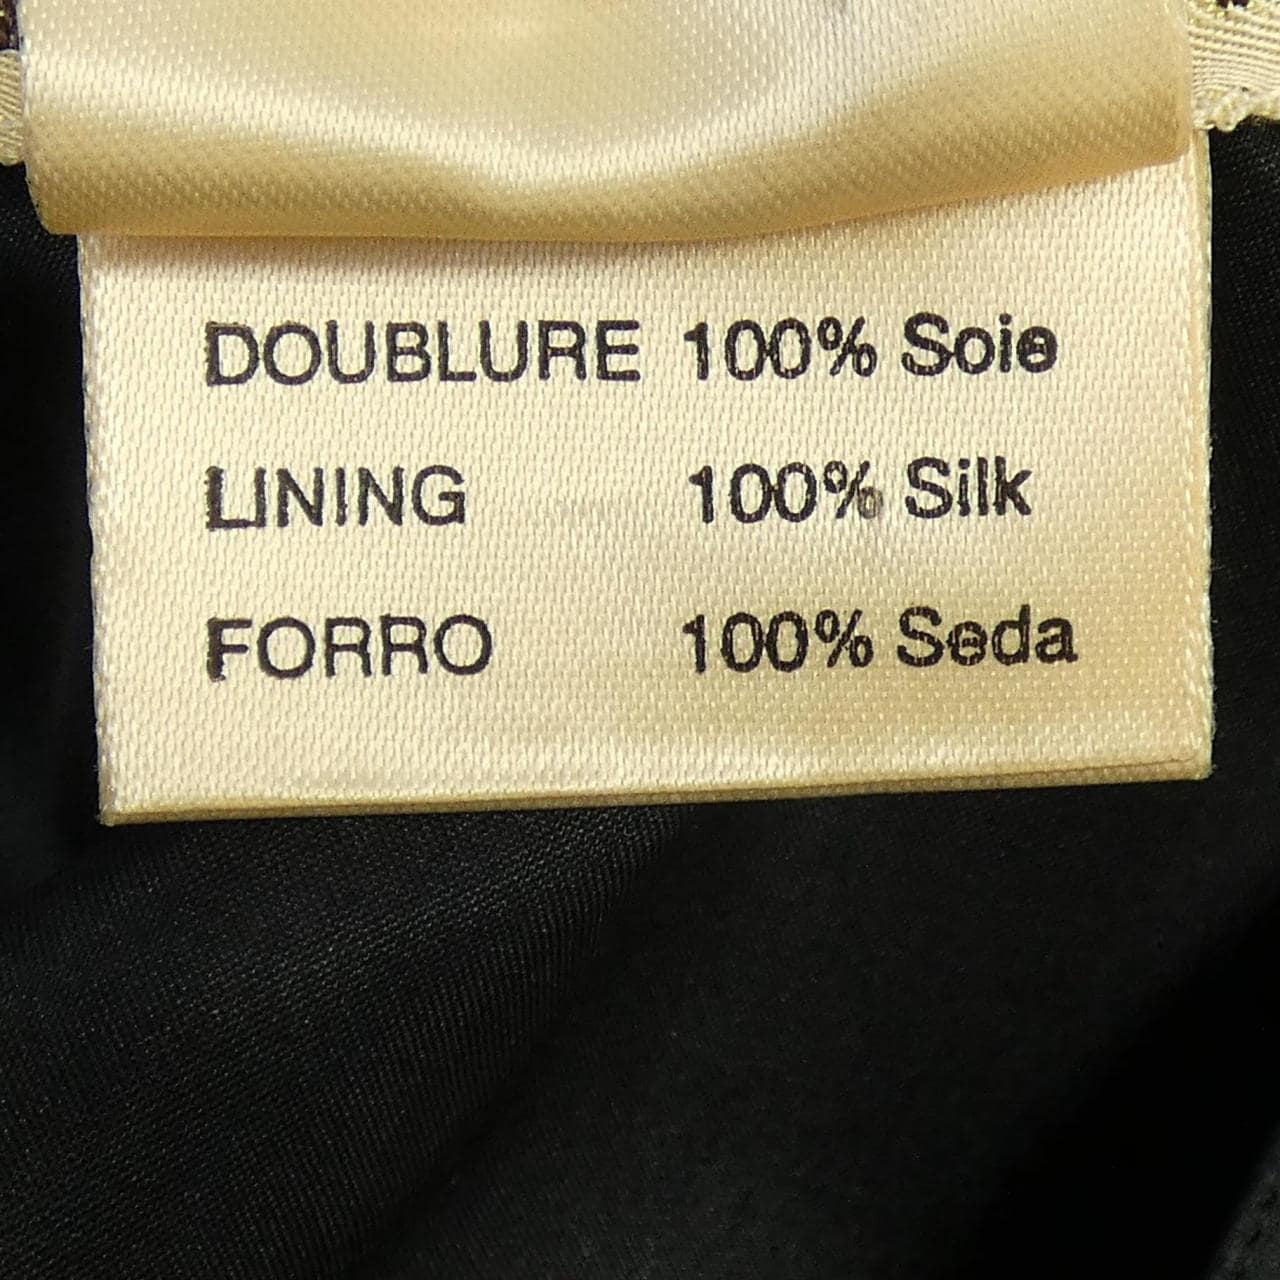 DOUBLURE 100% Soie
LINING 100% Silk
FORRO 100% Seda